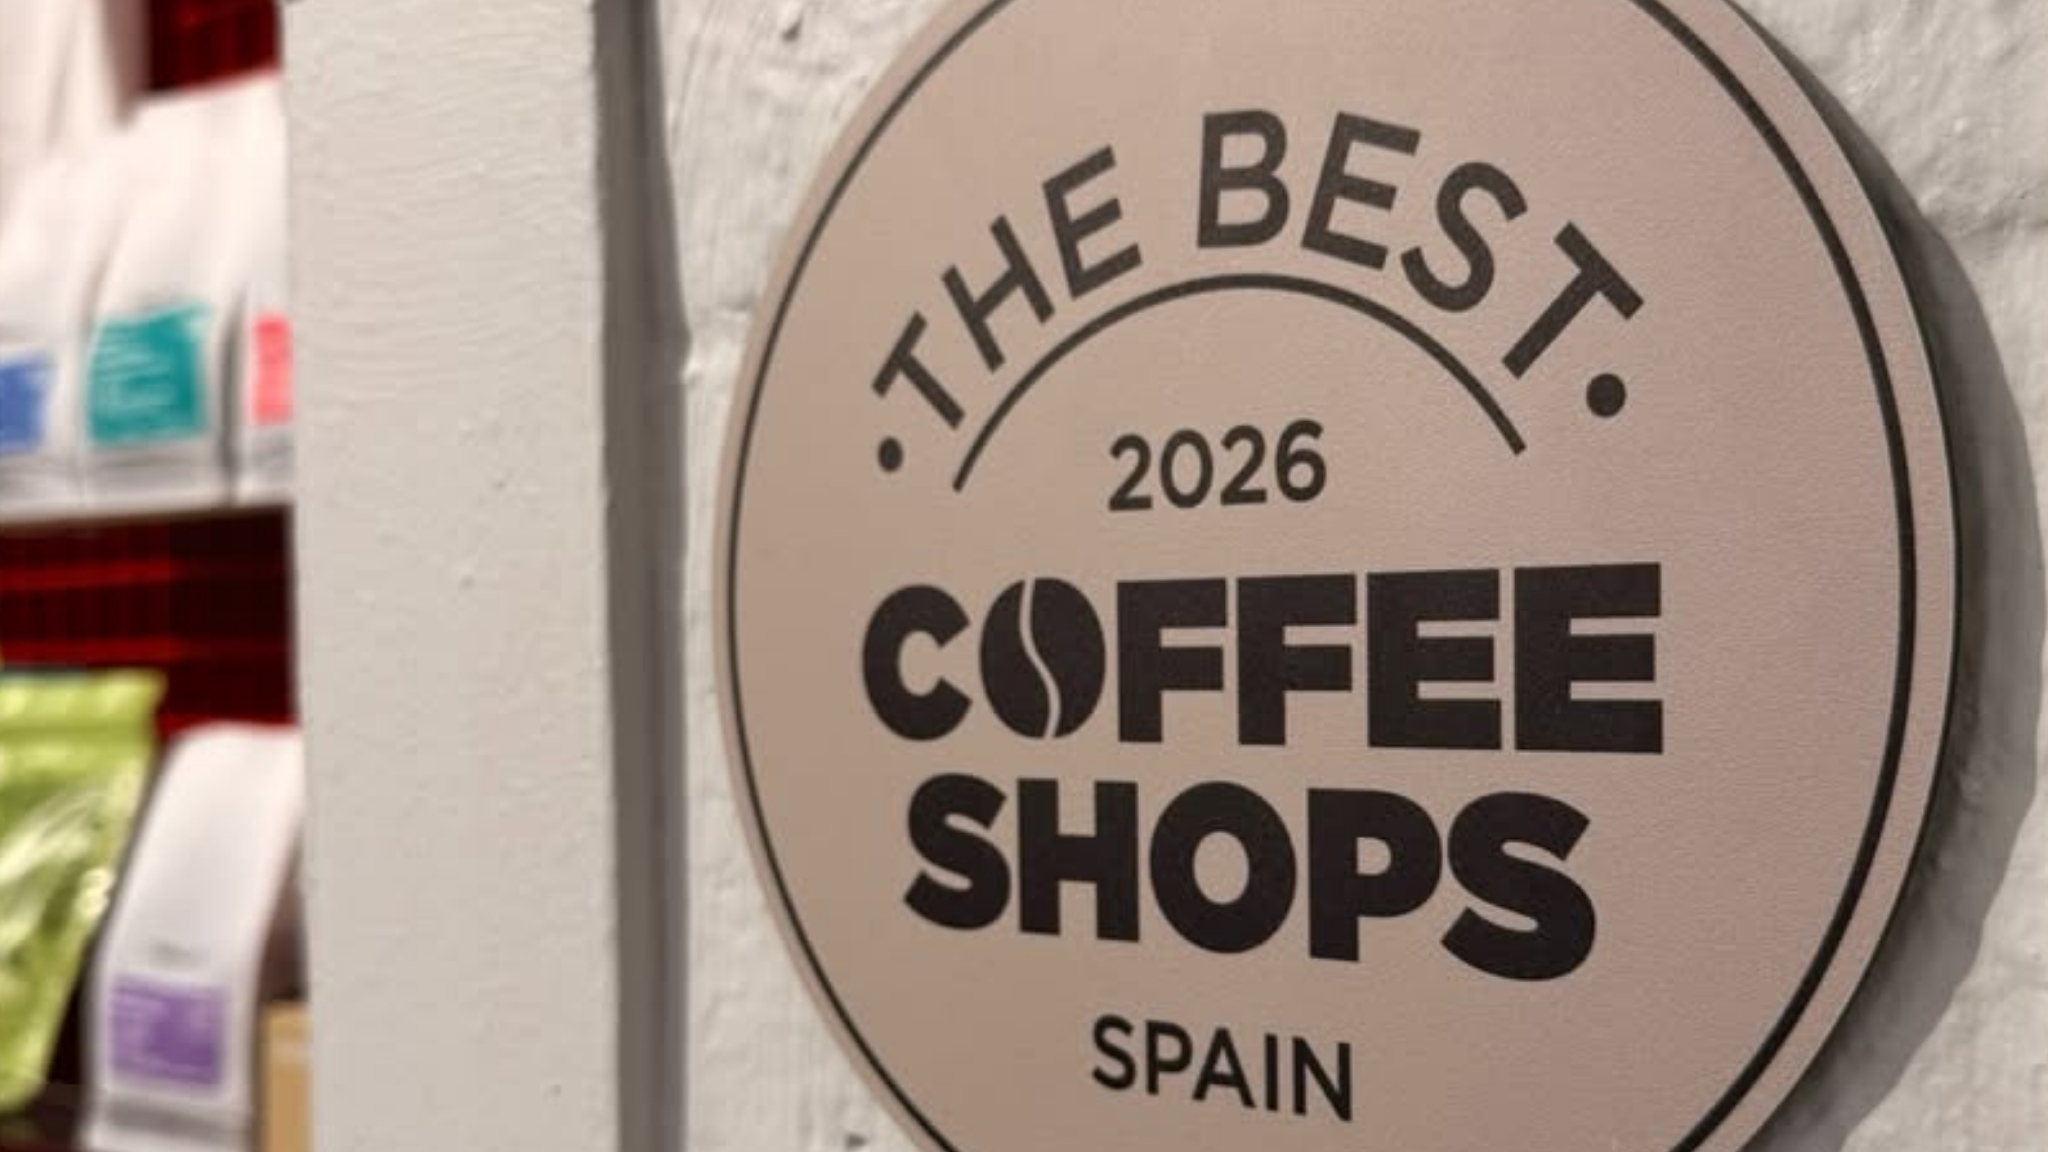 · THE BEST ·
2026
COFFEE
SHOPS
SPAIN